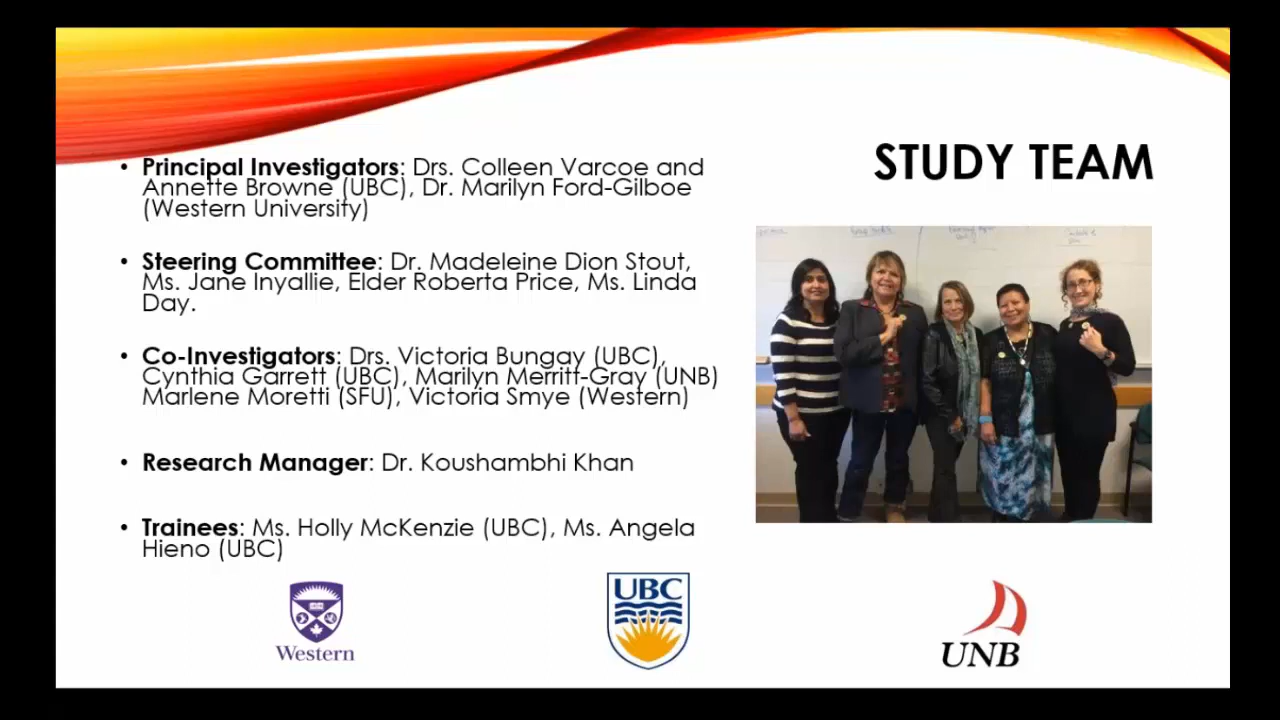 STUDY TEAM
• Principal Investigators: Drs. Colleen Varcoe and
Annette Browne (UBC), Dr. Marilyn Ford-Gilboe
(Western University)
• Steering Committee: Dr. Madeleine Dion Stout,
Ms. Jane Inyallie, Elder Roberta Price, Ms. Linda
Day.
• Co-Investigators: Drs. Victoria Bungay (UBC),
Cynthia Garrett (UBC), Marilyn Merritt-Gray (UNB)
Marlene Moretti (SFU), Victoria Smye (Western)
• Research Manager: Dr. Koushambhi Khan
• Trainees: Ms. Holly McKenzie (UBC), Ms. Angela
Hieno (UBC)
Western
UBC
UNB